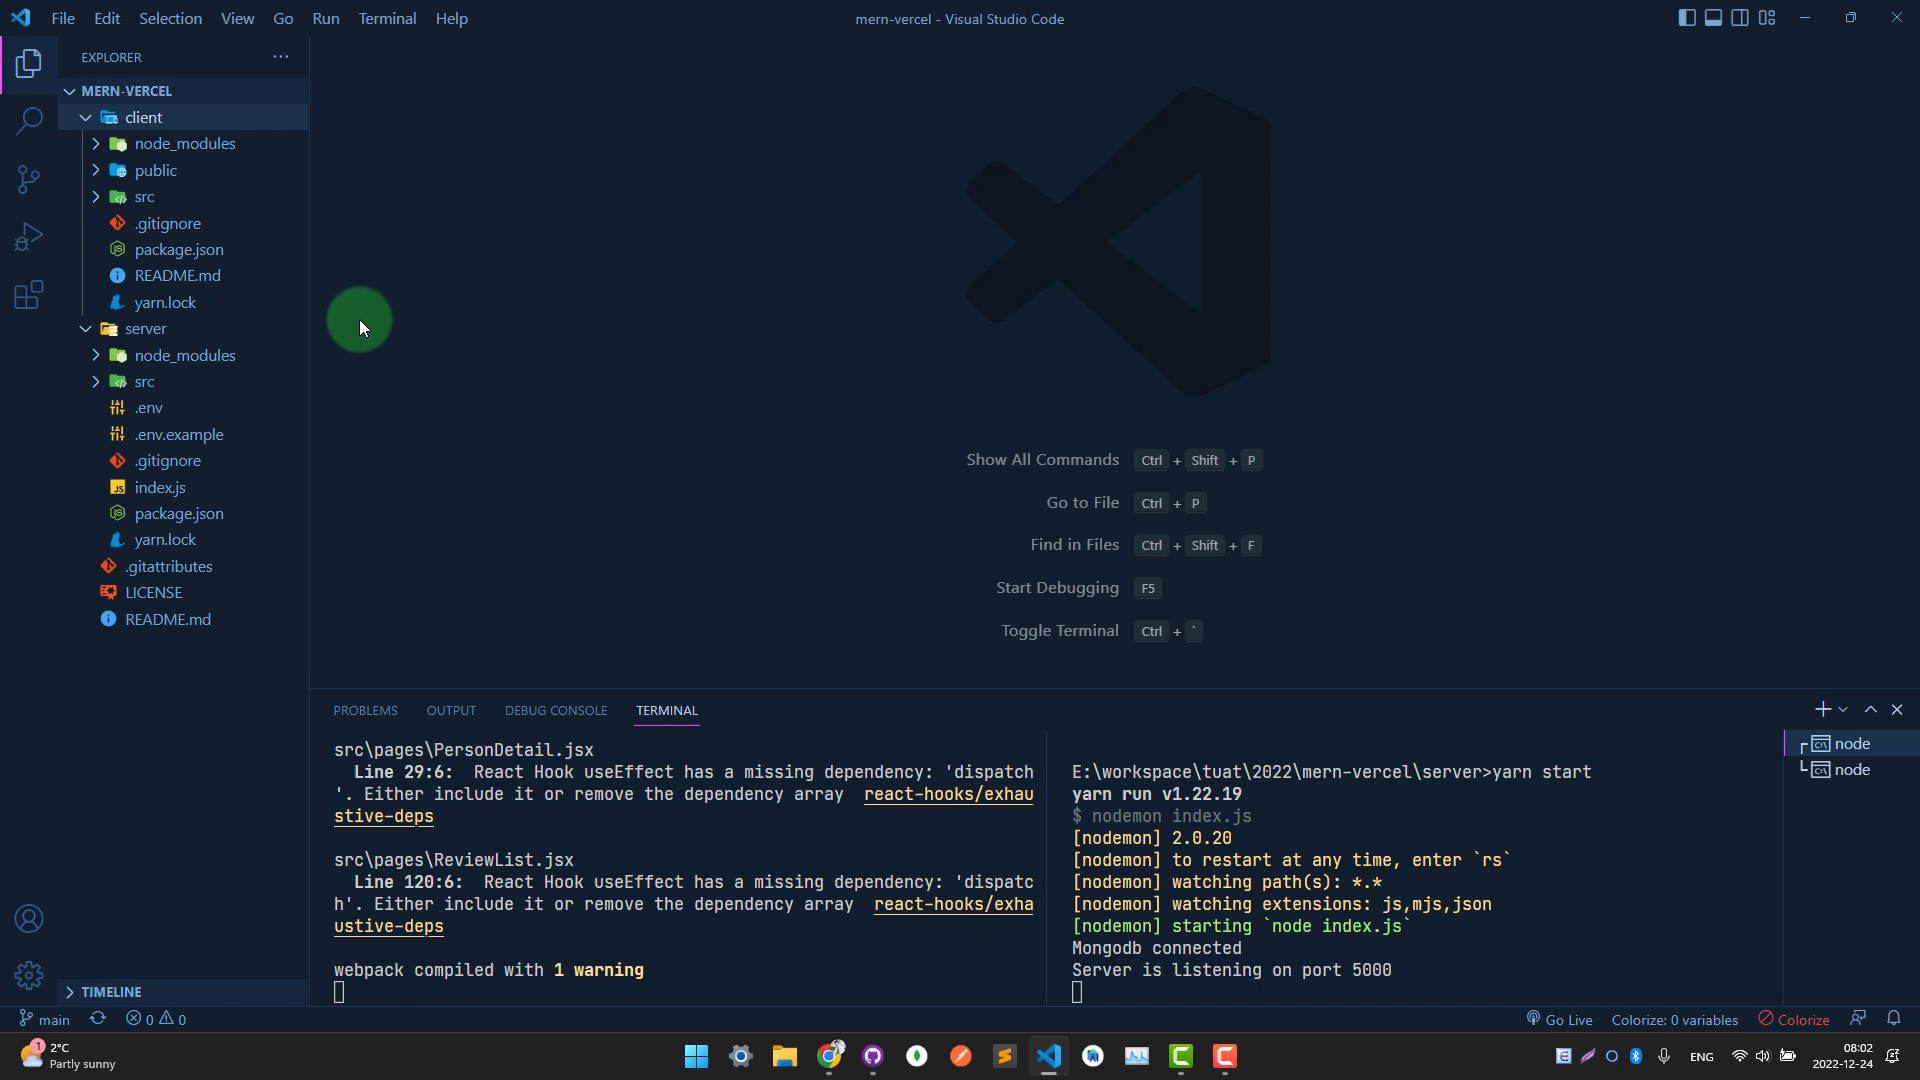 File Edit Selection View Go Run Terminal Help
mern-vercel - Visual Studio Code
EXPLORER
MERN-VERCEL
client
node_modules
public
src
.gitignore
package.json
README.md
yarn.lock
server
node_modules
src
.env
.env.example
.gitignore
index.js
package.json
yarn.lock
.gitattributes
LICENSE
README.md
TIMELINE
Show All Commands Ctrl + Shift + P
Go to File Ctrl + P
Find in Files Ctrl + Shift + F
Start Debugging F5
Toggle Terminal Ctrl + `
PROBLEMS OUTPUT DEBUG CONSOLE TERMINAL
src\pages\PersonDetail.jsx
Line 29:6: React Hook useEffect has a missing dependency: 'dispatch
'. Either include it or remove the dependency array react-hooks/exhau
stive-deps
src\pages\ReviewList.jsx
Line 120:6: React Hook useEffect has a missing dependency: 'dispatc
h'. Either include it or remove the dependency array react-hooks/exha
ustive-deps
webpack compiled with 1 warning
E:\workspace\tuat\2022\mern-vercel\server>yarn start
yarn run v1.22.19
$ nodemon index.js
[nodemon] 2.0.20
[nodemon] to restart at any time, enter `rs`
[nodemon] watching path(s): *.*
[nodemon] watching extensions: js,mjs,json
[nodemon] starting `node index.js`
Mongodb connected
Server is listening on port 5000
node
node
main 0 0
Go Live Colorize: 0 variables Colorize
1
2°C
Partly sunny
ENG
08:02
2022-12-24